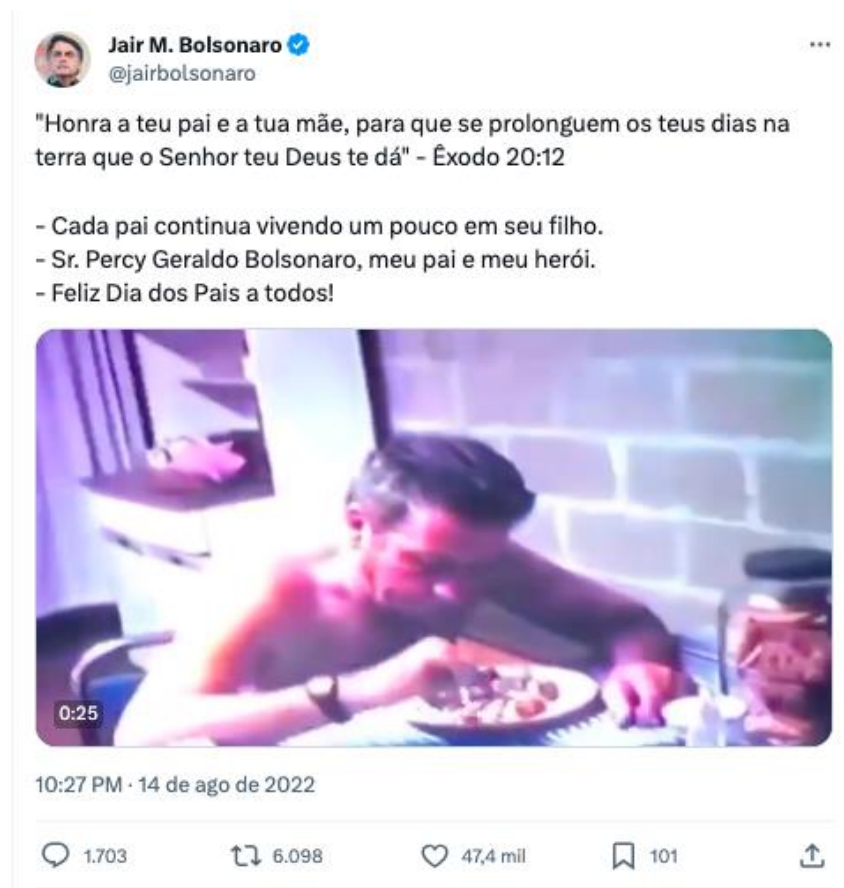 Jair M. Bolsonaro
@jairbolsonaro
"Honra a teu pai e a tua mãe, para que se prolonguem os teus dias na
terra que o Senhor teu Deus te dá" - Êxodo 20:12
- Cada pai continua vivendo um pouco em seu filho.
- Sr. Percy Geraldo Bolsonaro, meu pai e meu herói.
- Feliz Dia dos Pais a todos!
0:25
10:27 PM · 14 de ago de 2022
1.703 6.098 47,4 mil 101